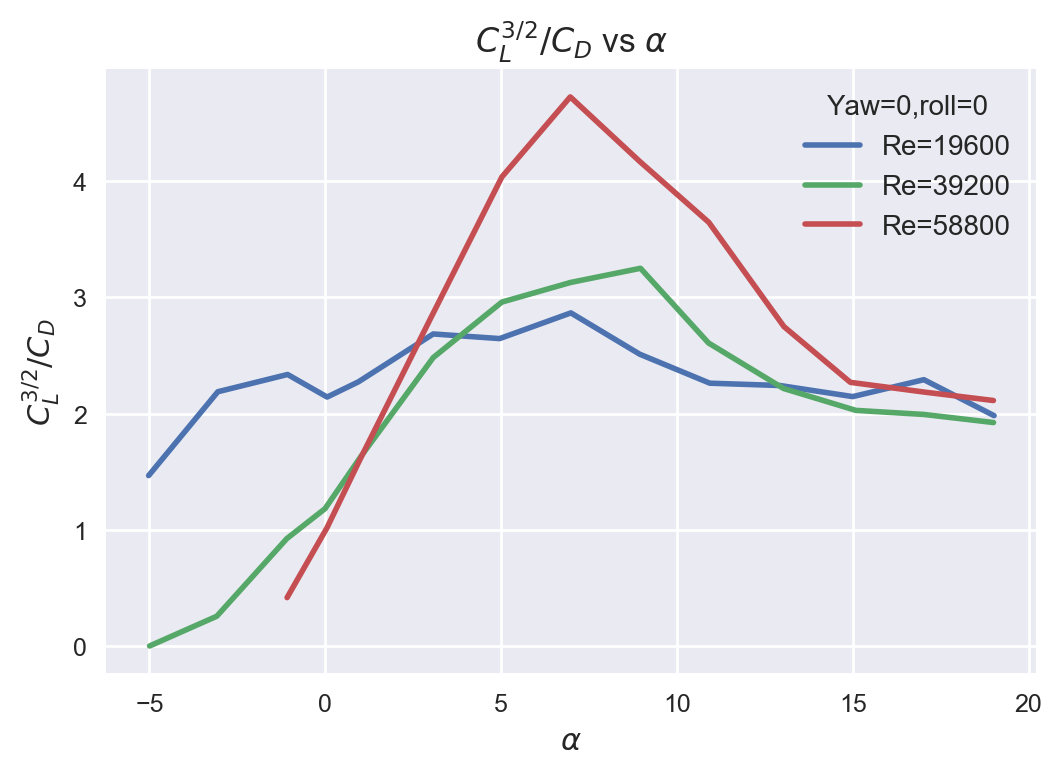 $C_L^{3/2}/C_D$ vs $\alpha$
Yaw=0,roll=0
Re=19600
Re=39200
Re=58800
$C_L^{3/2}/C_D$
4
3
2
1
0
−5
0
5
10
15
20
$\alpha$